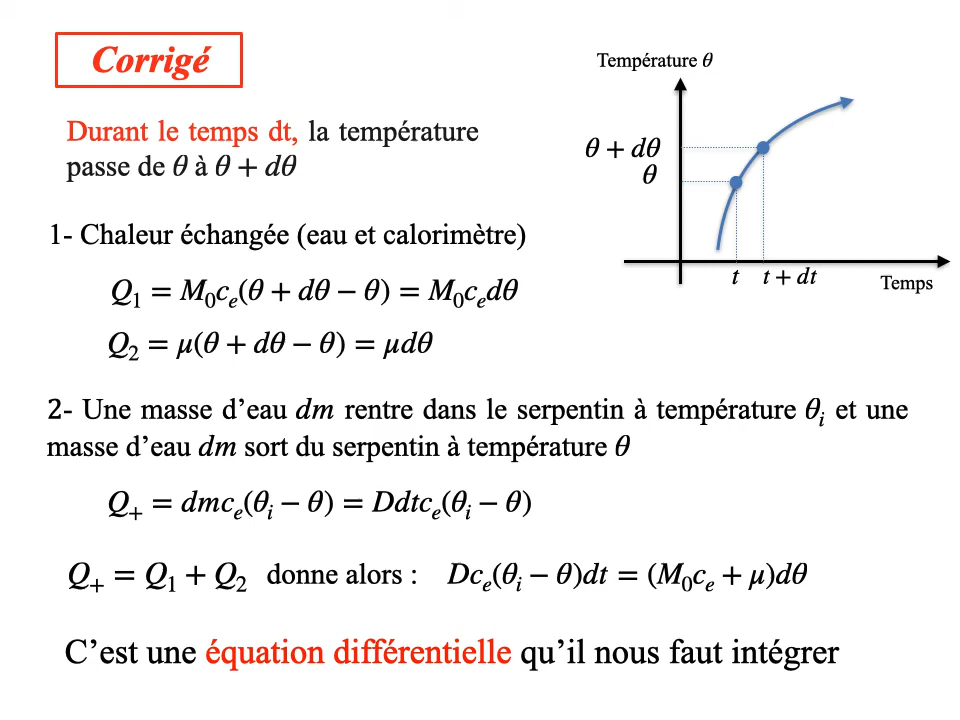 Corrigé
Température θ
Durant le temps dt, la température
passe de θ à θ + dθ
θ + dθ
θ
t t + dt
Temps
1- Chaleur échangée (eau et calorimètre)
Q₁ = M₀cₑ(θ + dθ − θ) = M₀cₑdθ
Q₂ = μ(θ + dθ − θ) = μdθ
2- Une masse d’eau dm rentre dans le serpentin à température θᵢ et une
masse d’eau dm sort du serpentin à température θ
Q₊ = dmcₑ(θᵢ − θ) = Ddtcₑ(θᵢ − θ)
Q₊ = Q₁ + Q₂ donne alors : Dcₑ(θᵢ − θ)dt = (M₀cₑ + μ)dθ
C’est une équation différentielle qu’il nous faut intégrer